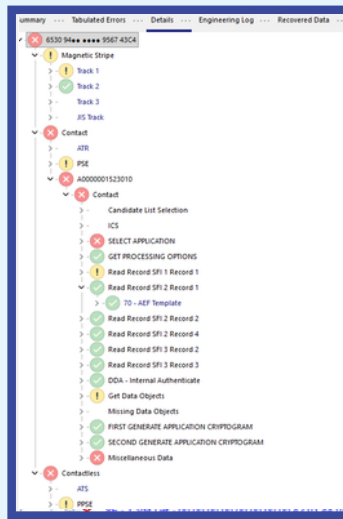 ummary ··· Tabulated Errors ··· Details ··· Engineering Log ··· Recovered Data ···
6530 94●● ●●●● 9567 43C4
Magnetic Stripe
Track 1
Track 2
Track 3
JIS Track
Contact
ATR
PSE
A0000001523010
Contact
Candidate List Selection
ICS
SELECT APPLICATION
GET PROCESSING OPTIONS
Read Record SFI 1 Record 1
Read Record SFI 2 Record 1
70 - AEF Template
Read Record SFI 2 Record 2
Read Record SFI 2 Record 4
Read Record SFI 3 Record 2
Read Record SFI 3 Record 3
DDA - Internal Authenticate
Get Data Objects
Missing Data Objects
FIRST GENERATE APPLICATION CRYPTOGRAM
SECOND GENERATE APPLICATION CRYPTOGRAM
Miscellaneous Data
Contactless
ATS
PPSE